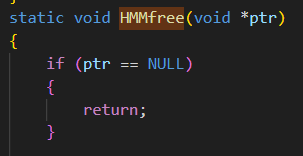 static void HMMfree(void *ptr)
{
    if (ptr == NULL)
    {
        return;
    }